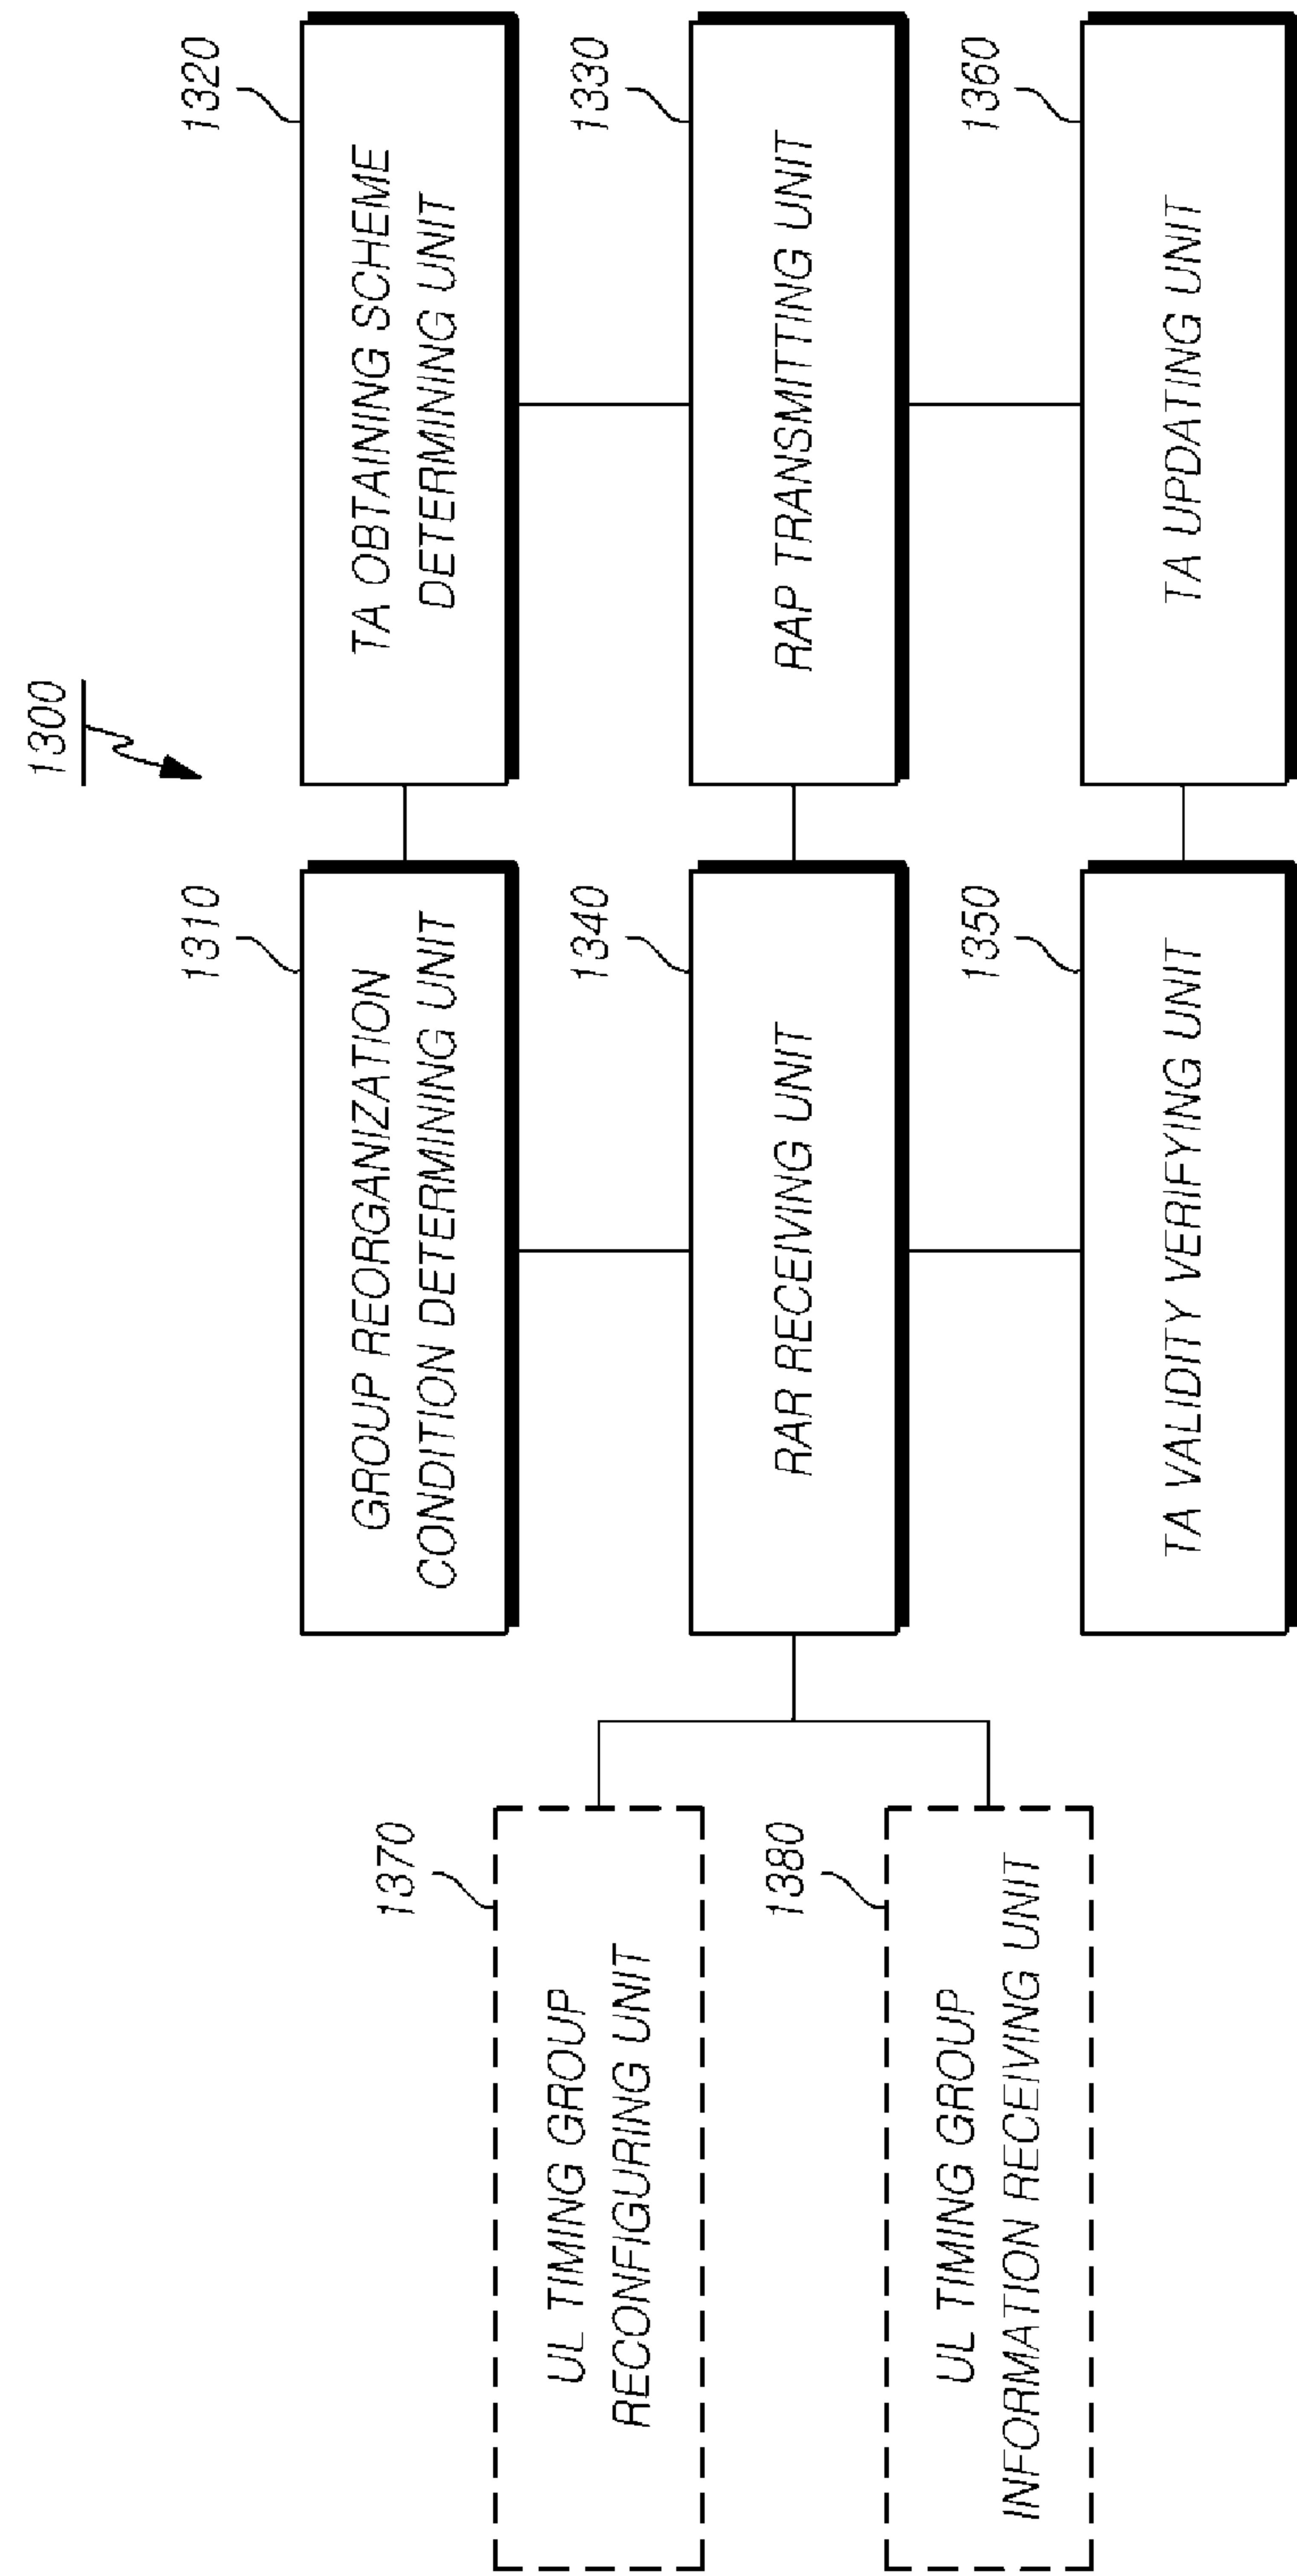 1300
1310
GROUP REORGANIZATION
CONDITION DETERMINING UNIT
1320
TA OBTAINING SCHEME
DETERMINING UNIT
1370
UL TIMING GROUP
RECONFIGURING UNIT
1340
RAR RECEIVING UNIT
1330
RAP TRANSMITTING UNIT
1380
UL TIMING GROUP
INFORMATION RECEIVING UNIT
1350
TA VALIDITY VERIFYING UNIT
1360
TA UPDATING UNIT